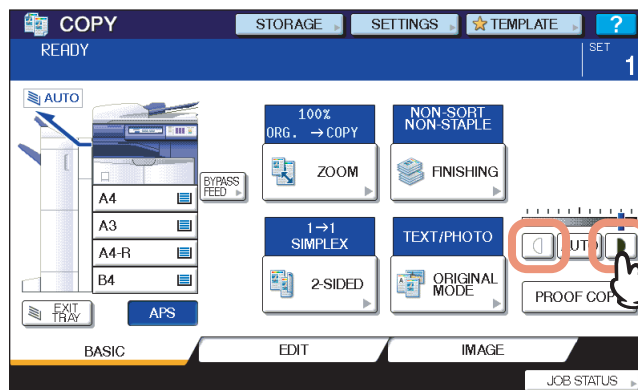 COPY
STORAGE
SETTINGS
TEMPLATE
?
READY
SET
1
AUTO
100%
ORG. →COPY
NON-SORT
NON-STAPLE
ZOOM
FINISHING
BYPASS
FEED
A4
A3
A4-R
B4
1→1
SIMPLEX
TEXT/PHOTO
2-SIDED
ORIGINAL
MODE
AUTO
PROOF COPY
EXIT
TRAY
APS
BASIC
EDIT
IMAGE
JOB STATUS